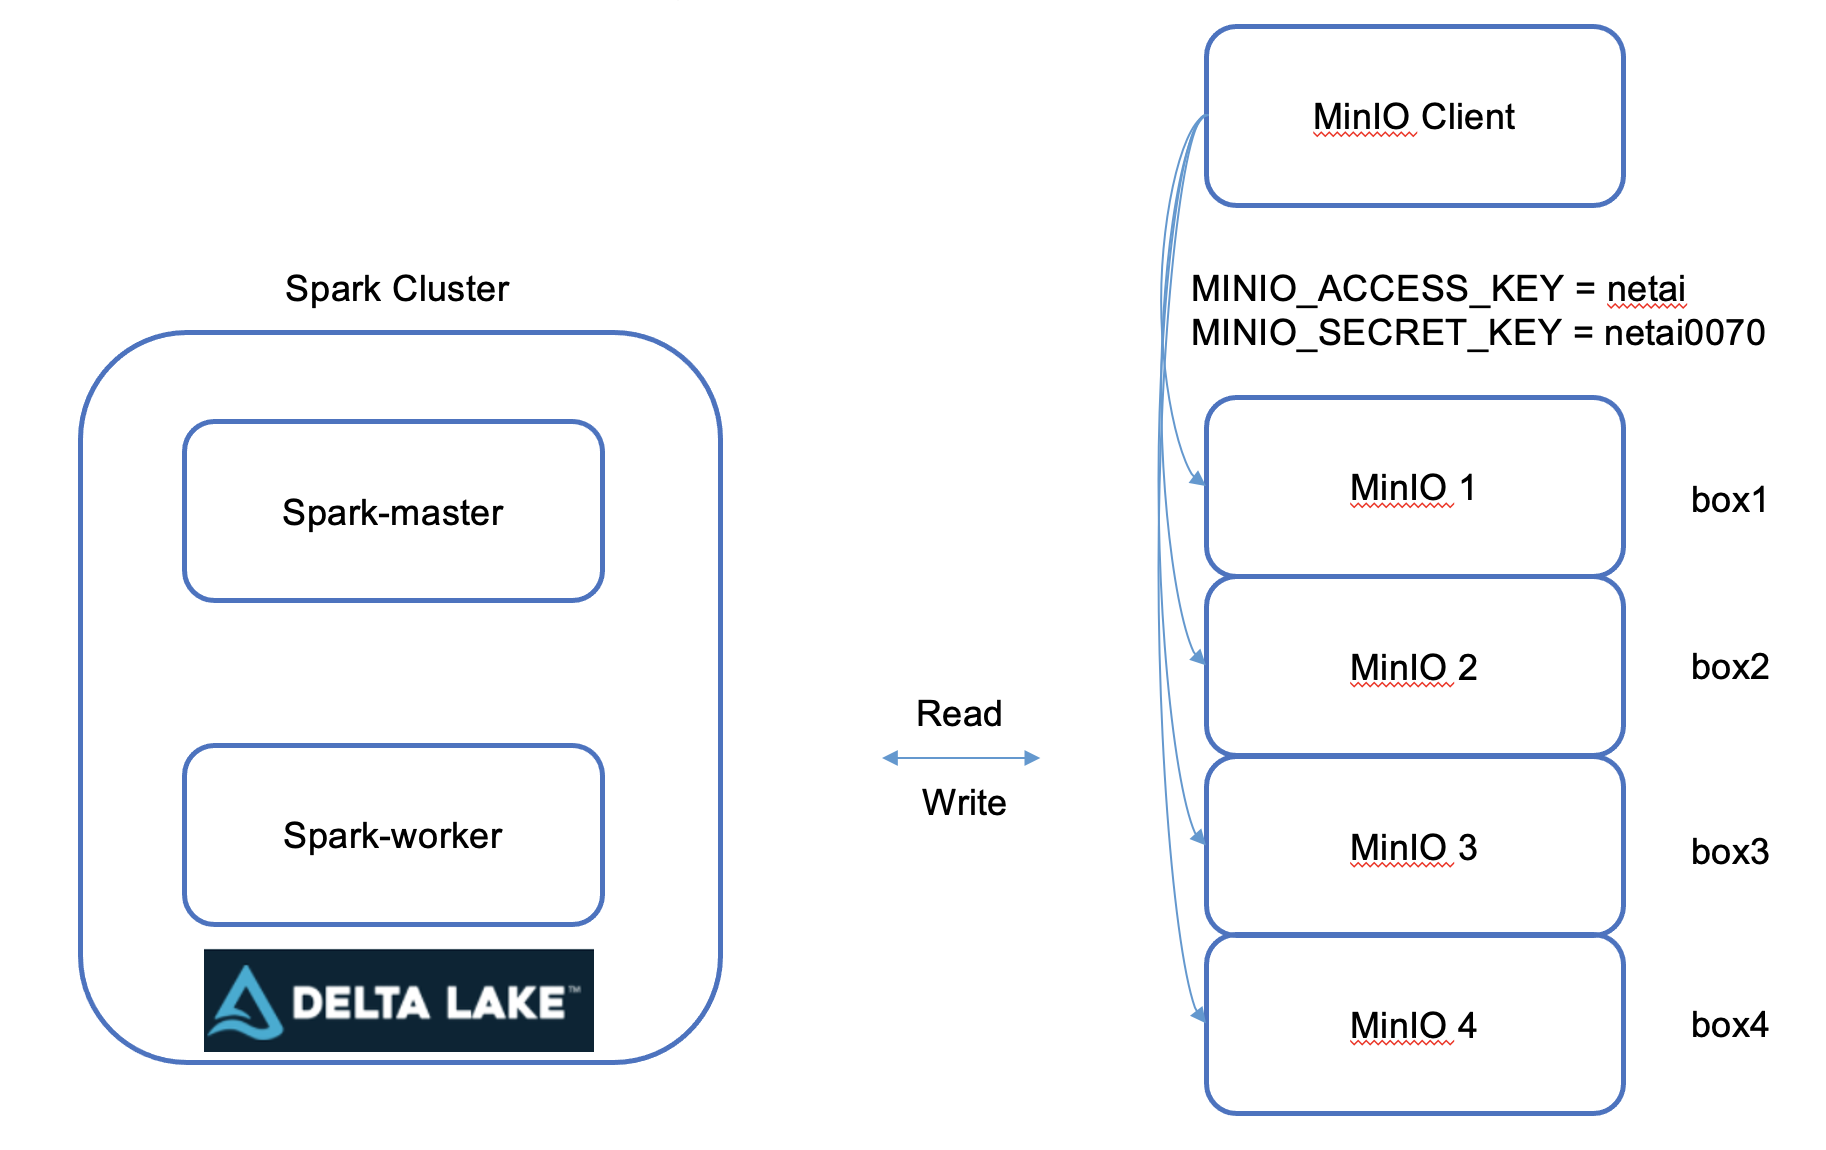 Spark Cluster
Spark-master
Spark-worker
DELTA LAKE™
Read
Write
MinIO Client
MINIO_ACCESS_KEY = netai
MINIO_SECRET_KEY = netai0070
MinIO 1
box1
MinIO 2
box2
MinIO 3
box3
MinIO 4
box4